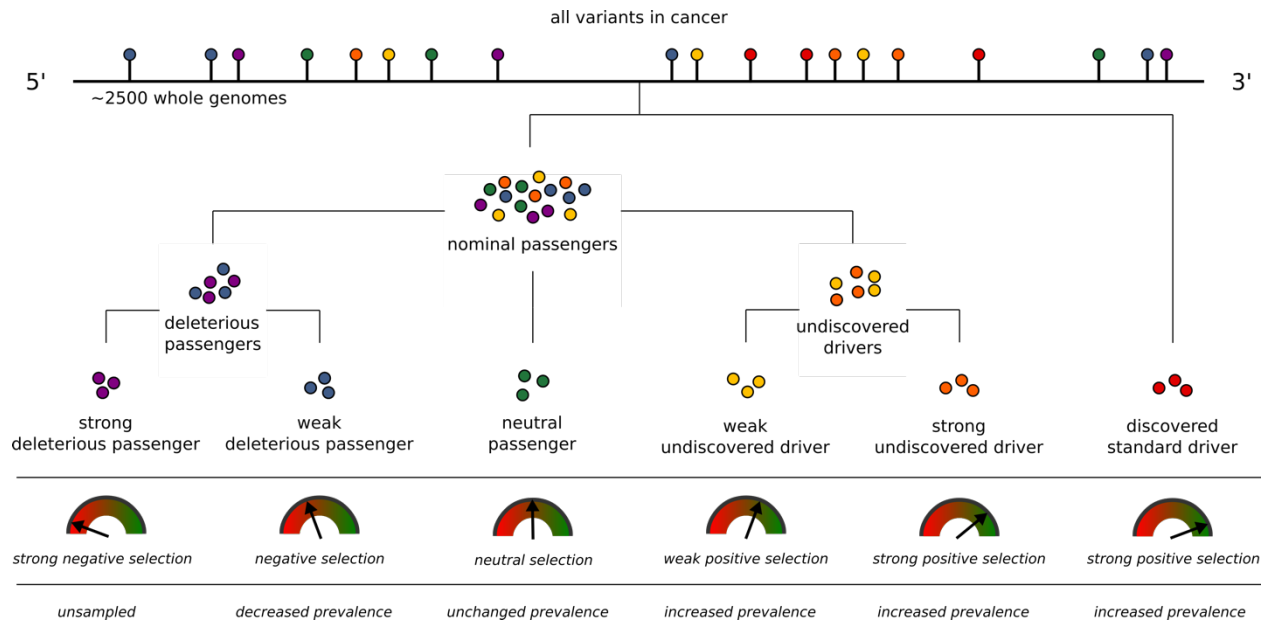 all variants in cancer
5'
3'
~2500 whole genomes
nominal passengers
deleterious
passengers
undiscovered
drivers
strong
deleterious passenger
weak
deleterious passenger
neutral
passenger
weak
undiscovered driver
strong
undiscovered driver
discovered
standard driver
strong negative selection
negative selection
neutral selection
weak positive selection
strong positive selection
strong positive selection
unsampled
decreased prevalence
unchanged prevalence
increased prevalence
increased prevalence
increased prevalence